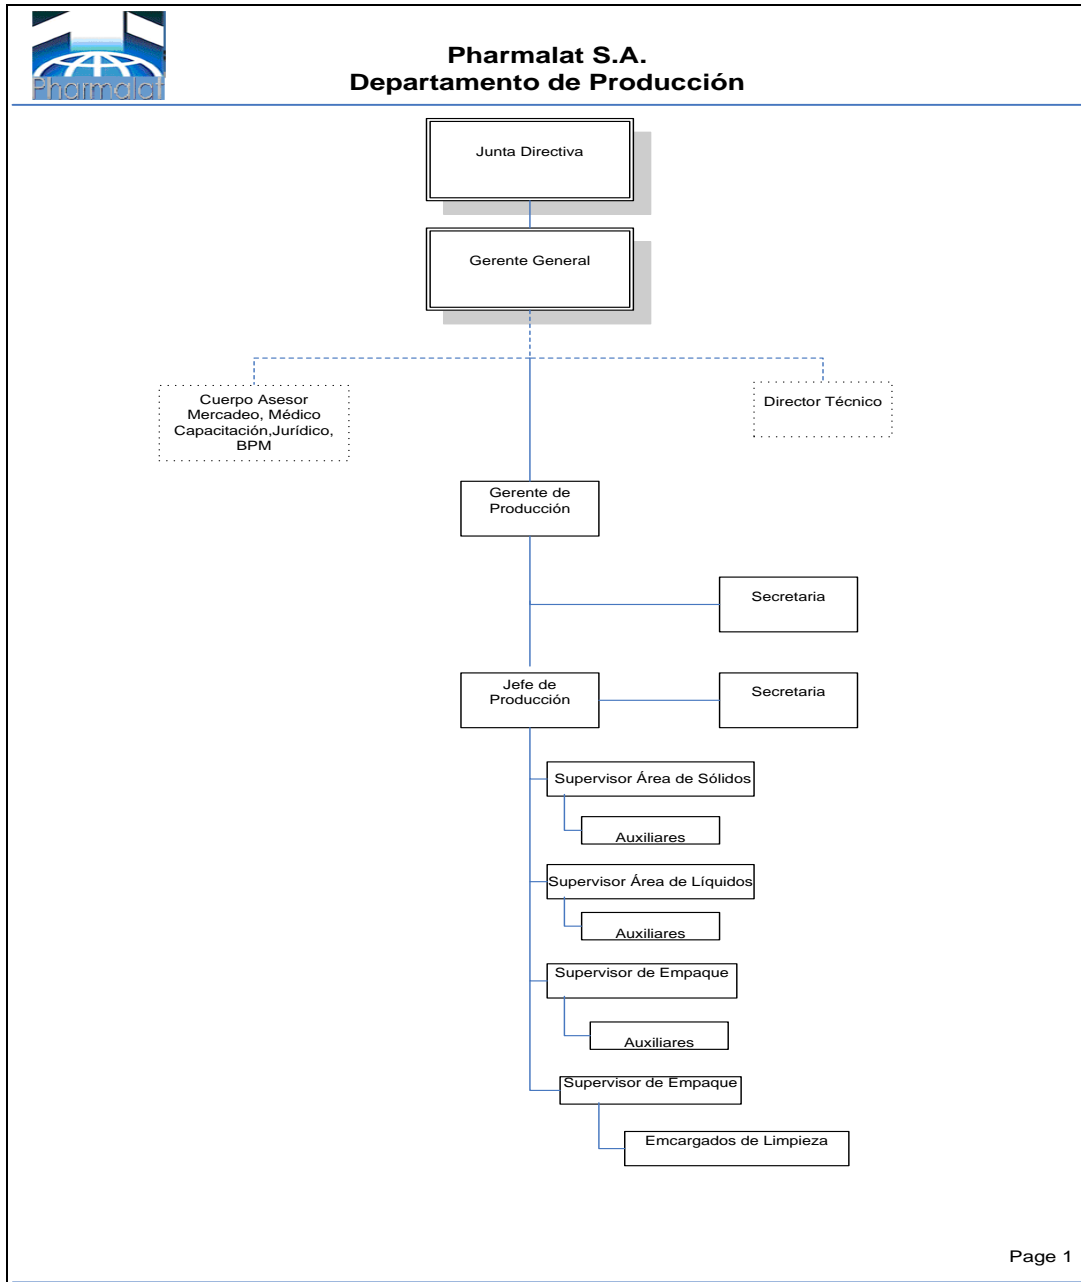 Pharmalat
Pharmalat S.A.
Departamento de Producción
Junta Directiva
Gerente General
Cuerpo Asesor
Mercadeo, Médico
Capacitación,Jurídico,
BPM
Director Técnico
Gerente de
Producción
Secretaria
Jefe de
Producción
Secretaria
Supervisor Área de Sólidos
Auxiliares
Supervisor Área de Líquidos
Auxiliares
Supervisor de Empaque
Auxiliares
Supervisor de Empaque
Emcargados de Limpieza
Page 1